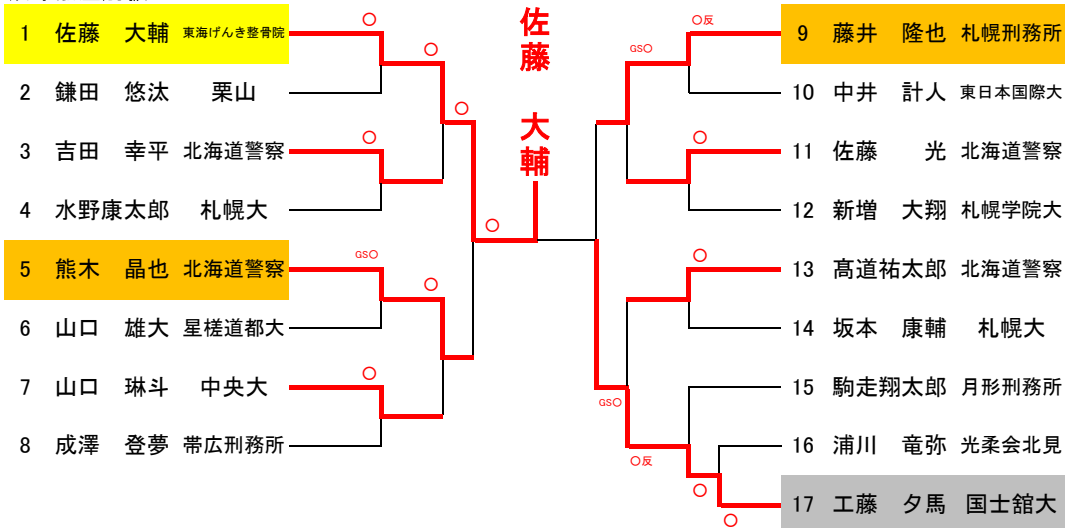 1 佐藤 大輔 東海げんき整骨院
2 鎌田 悠汰 栗山
3 吉田 幸平 北海道警察
4 水野康太郎 札幌大
5 熊木 晶也 北海道警察
6 山口 雄大 星槎道都大
7 山口 琳斗 中央大
8 成澤 登夢 帯広刑務所
〇
〇
〇
〇
GS〇
〇
〇
〇
佐藤 大輔
〇反
GS〇
〇
〇
GS〇
〇反
〇
〇
9 藤井 隆也 札幌刑務所
10 中井 計人 東日本国際大
11 佐藤 光 北海道警察
12 新増 大翔 札幌学院大
13 髙道祐太郎 北海道警察
14 坂本 康輔 札幌大
15 駒走翔太郎 月形刑務所
16 浦川 竜弥 光柔会北見
17 工藤 夕馬 国士舘大